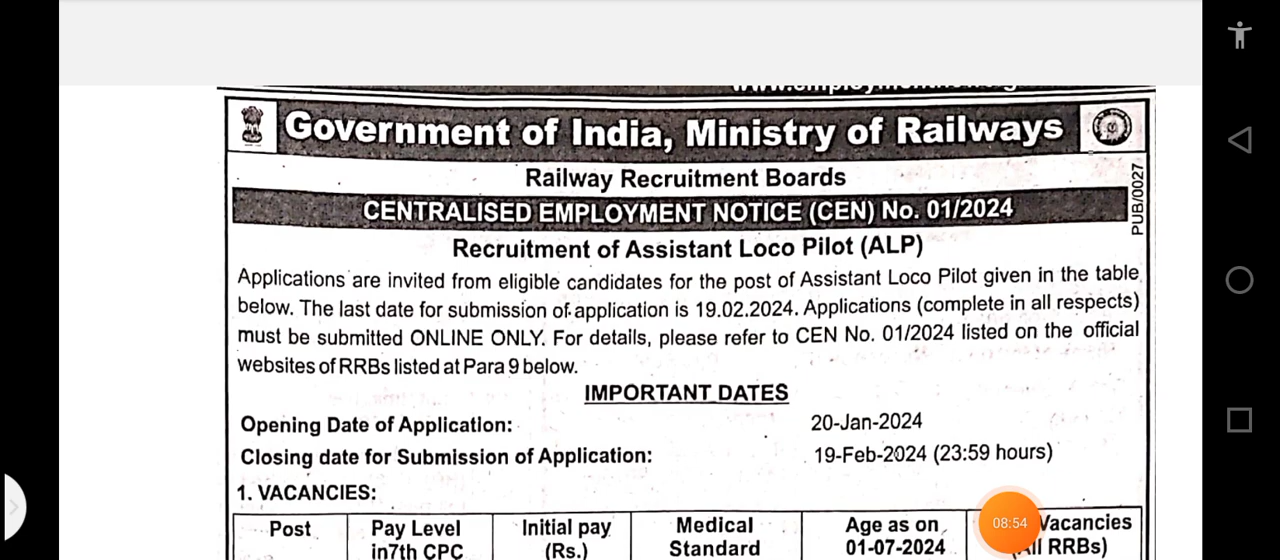 Government of India, Ministry of Railways
Railway Recruitment Boards
PUB/0027
CENTRALISED EMPLOYMENT NOTICE (CEN) No. 01/2024
Recruitment of Assistant Loco Pilot (ALP)
Applications are invited from eligible candidates for the post of Assistant Loco Pilot given in the table
below. The last date for submission of application is 19.02.2024. Applications (complete in all respects)
must be submitted ONLINE ONLY. For details, please refer to CEN No. 01/2024 listed on the official
websites of RRBs listed at Para 9 below.
IMPORTANT DATES
Opening Date of Application: 20-Jan-2024
Closing date for Submission of Application: 19-Feb-2024 (23:59 hours)
1. VACANCIES:
Post
Pay Level
in7th CPC
Initial pay
(Rs.)
Medical
Standard
Age as on
01-07-2024
Vacancies
RRBs)
08:54